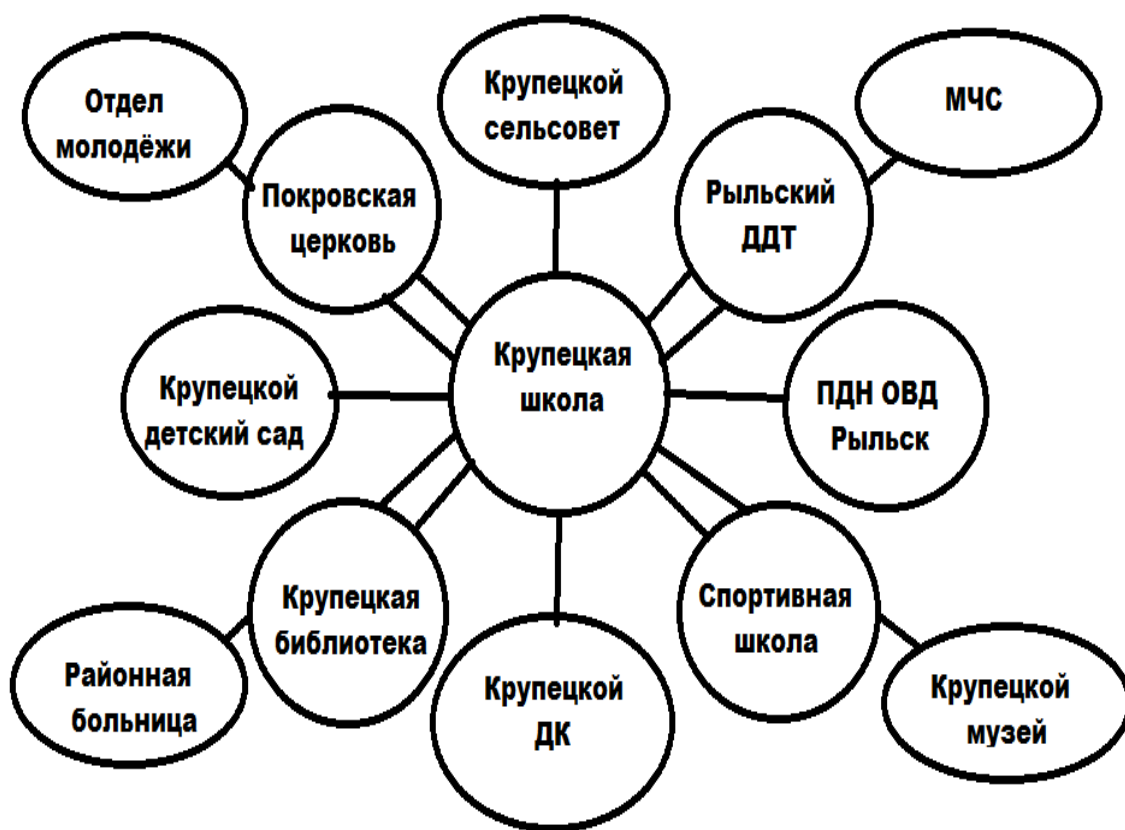 Отдел
молодёжи
Крупецкой
сельсовет
МЧС
Покровская
церковь
Рыльский
ДДТ
Крупецкой
детский сад
Крупецкая
школа
ПДН ОВД
Рыльск
Крупецкая
библиотека
Спортивная
школа
Районная
больница
Крупецкой
ДК
Крупецкой
музей